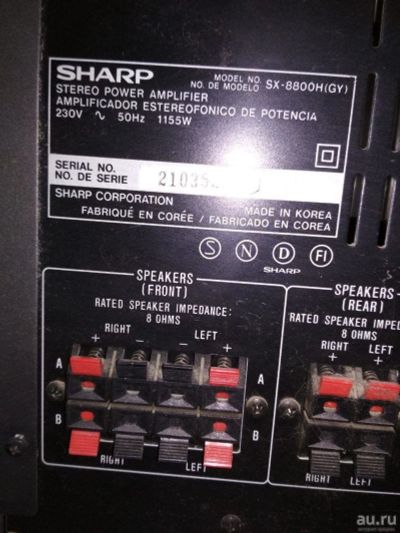 SHARP
MODEL NO.
NO. DE MODELO SX-8800H(GY)
STEREO POWER AMPLIFIER
AMPLIFICADOR ESTEREOFONICO DE POTENCIA
230V ~ 50Hz 1155W
SERIAL NO.
NO. DE SERIE
SHARP CORPORATION MADE IN KOREA
FABRIQUÉ EN CORÉE / FABRICADO EN COREA
S N D FI
SHARP
SPEAKERS
(FRONT)
RATED SPEAKER IMPEDANCE:
8 OHMS
RIGHT LEFT
+ − − +
A A
B B
RIGHT LEFT
SPEAKERS
(REAR)
RATED SPEAKER
8 OHMS
RIGHT LEFT
+ +
RIGHT LEFT
au.ru